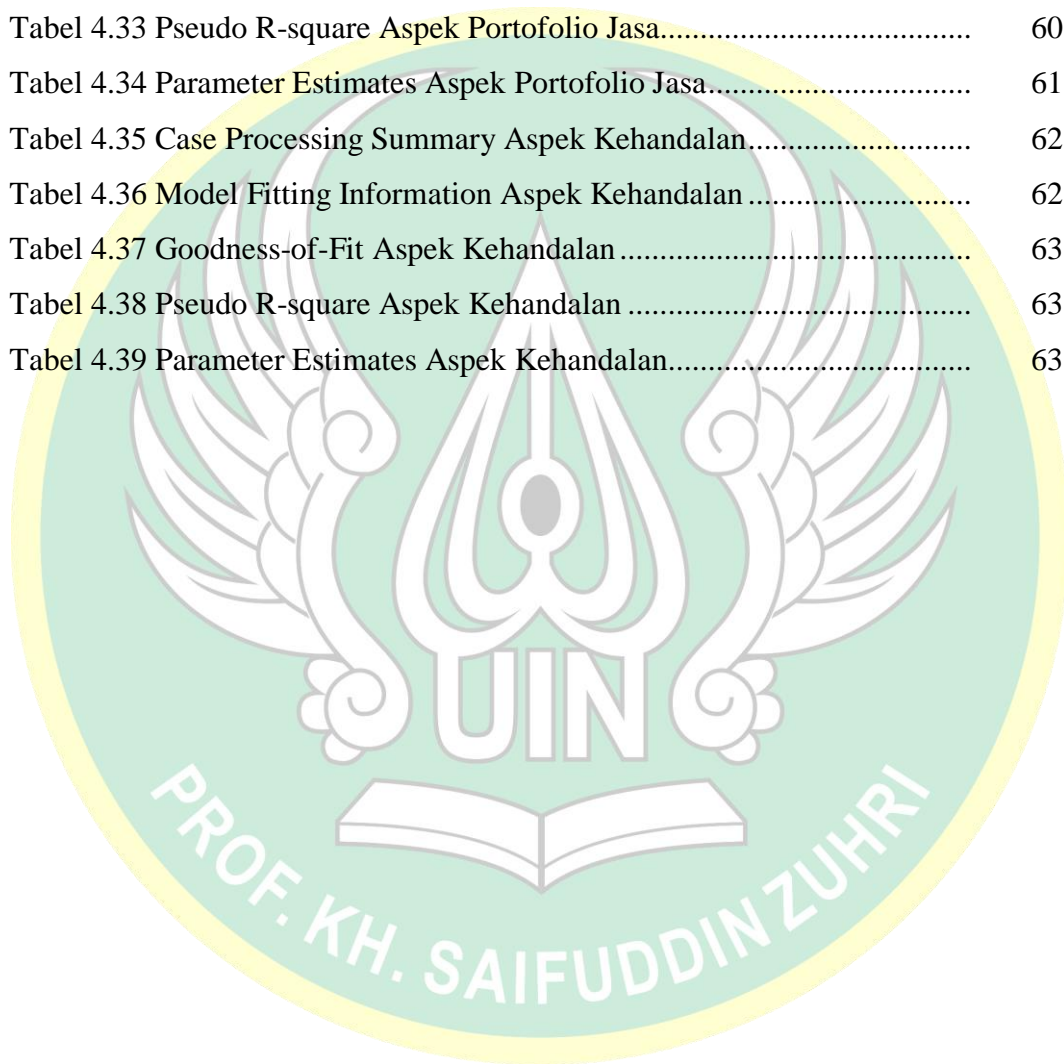 Tabel 4.33 Pseudo R-square Aspek Portofolio Jasa.................................. 60
Tabel 4.34 Parameter Estimates Aspek Portofolio Jasa............................ 61
Tabel 4.35 Case Processing Summary Aspek Kehandalan........................ 62
Tabel 4.36 Model Fitting Information Aspek Kehandalan ........................ 62
Tabel 4.37 Goodness-of-Fit Aspek Kehandalan ...................................... 63
Tabel 4.38 Pseudo R-square Aspek Kehandalan ..................................... 63
Tabel 4.39 Parameter Estimates Aspek Kehandalan................................. 63
UIN
PROF. KH. SAIFUDDIN ZUHRI